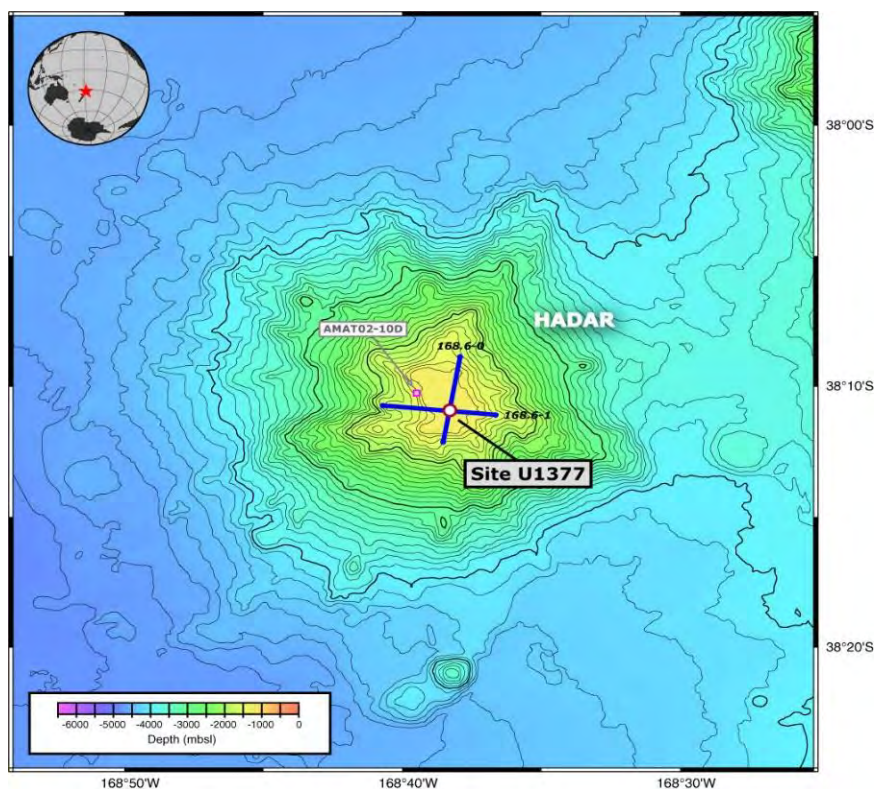 38°00'S
HADAR
AMAT02-10D
168.6-0
38°10'S
168.6-1
Site U1377
38°20'S
-6000 -5000 -4000 -3000 -2000 -1000 0
Depth (mbsl)
168°50'W 168°40'W 168°30'W